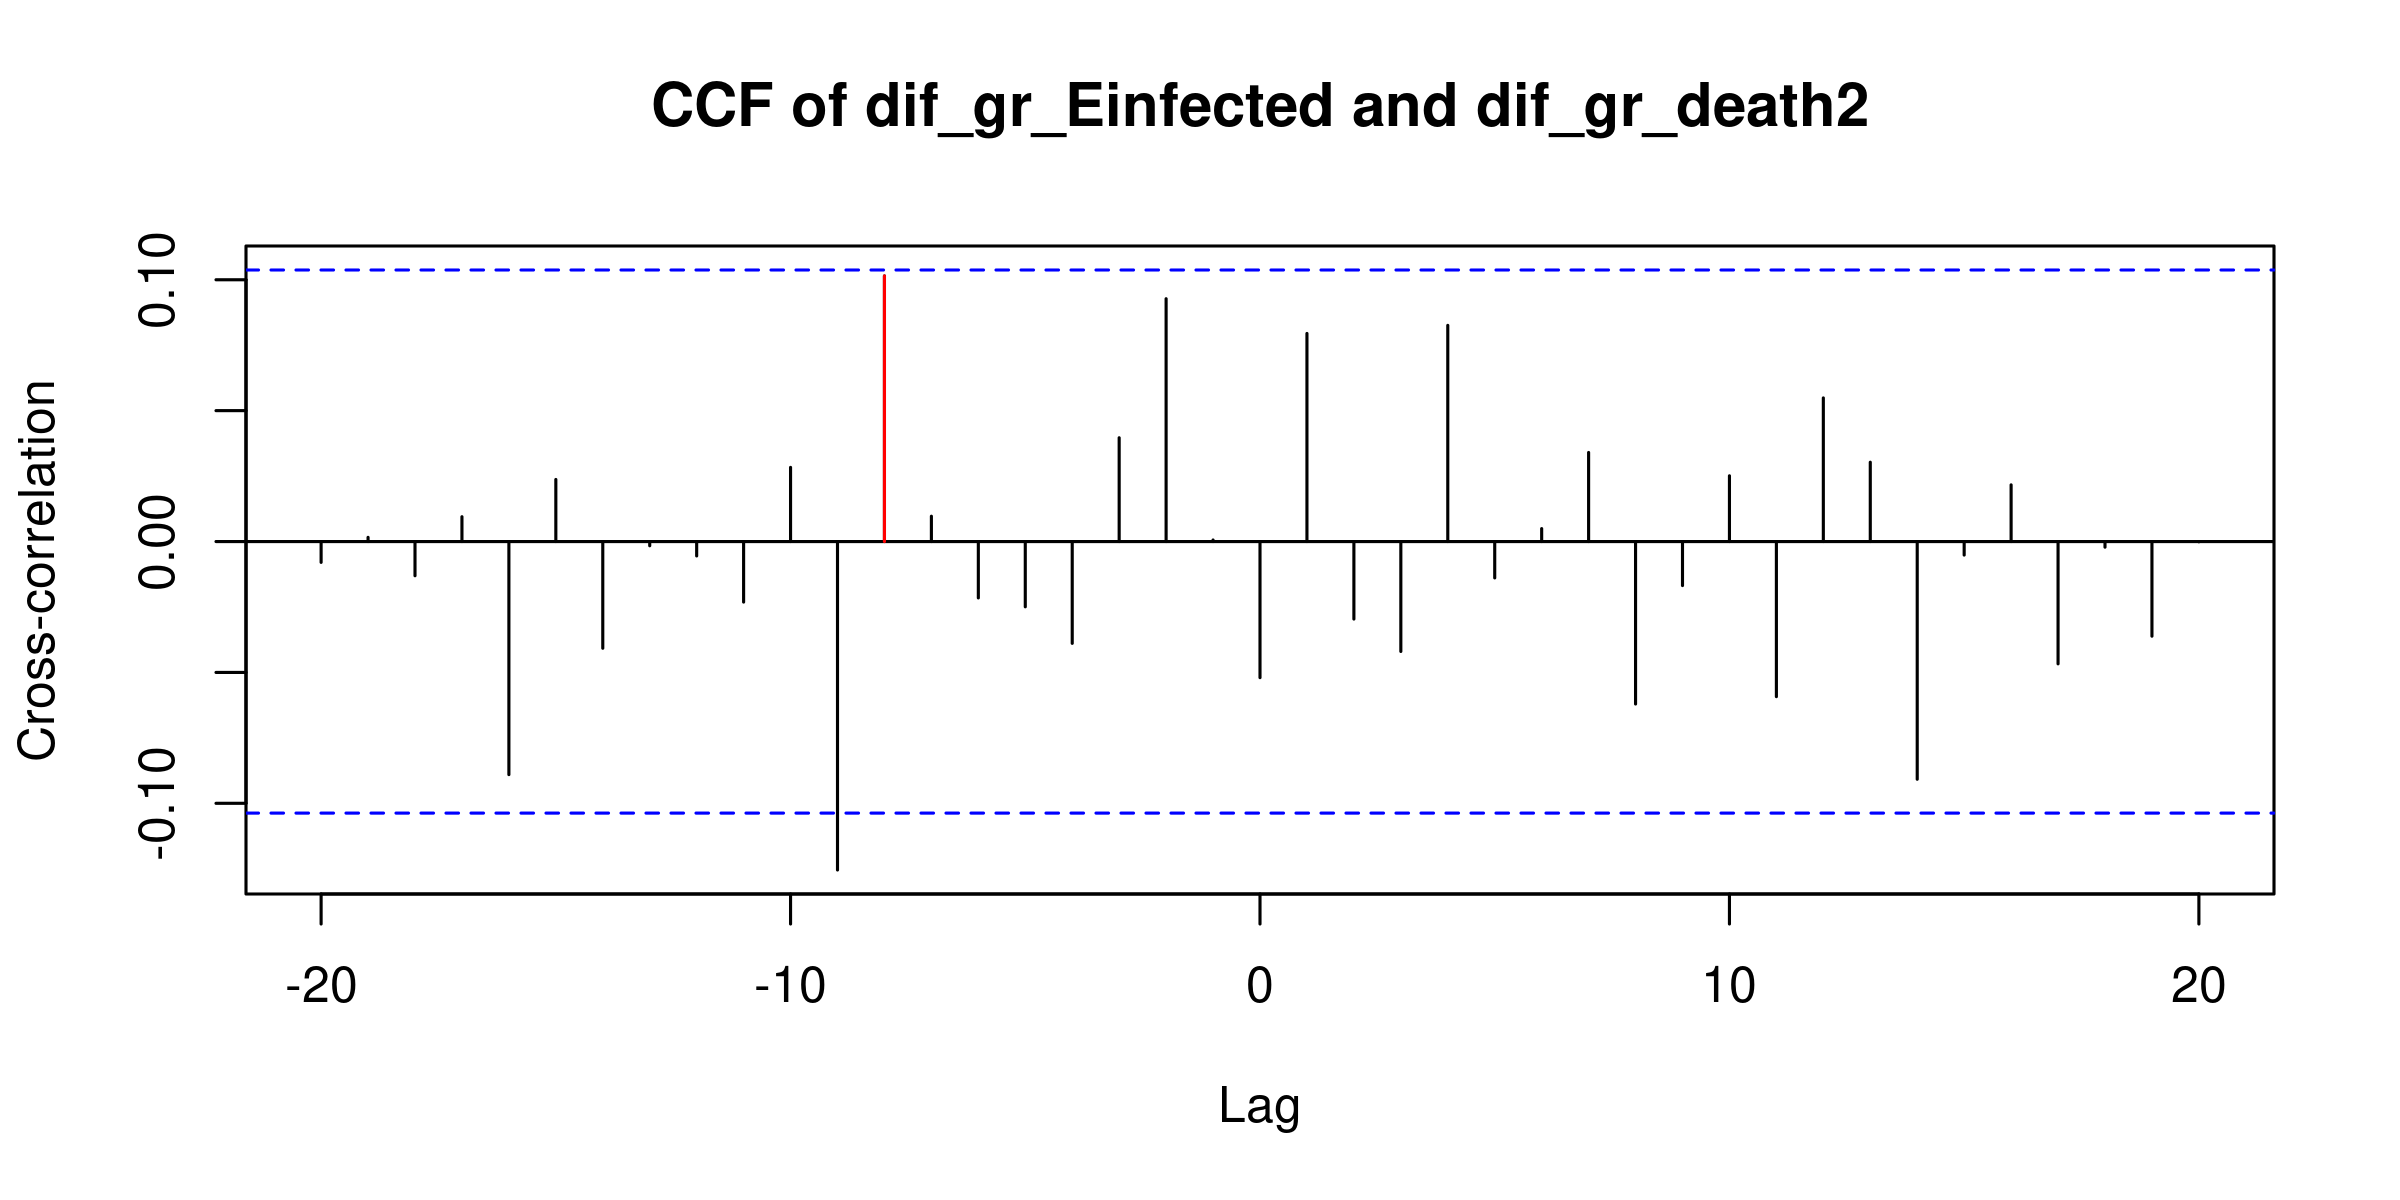 CCF of dif_gr_Einfected and dif_gr_death2
Cross-correlation
0.10
0.00
-0.10
-20 -10 0 10 20
Lag